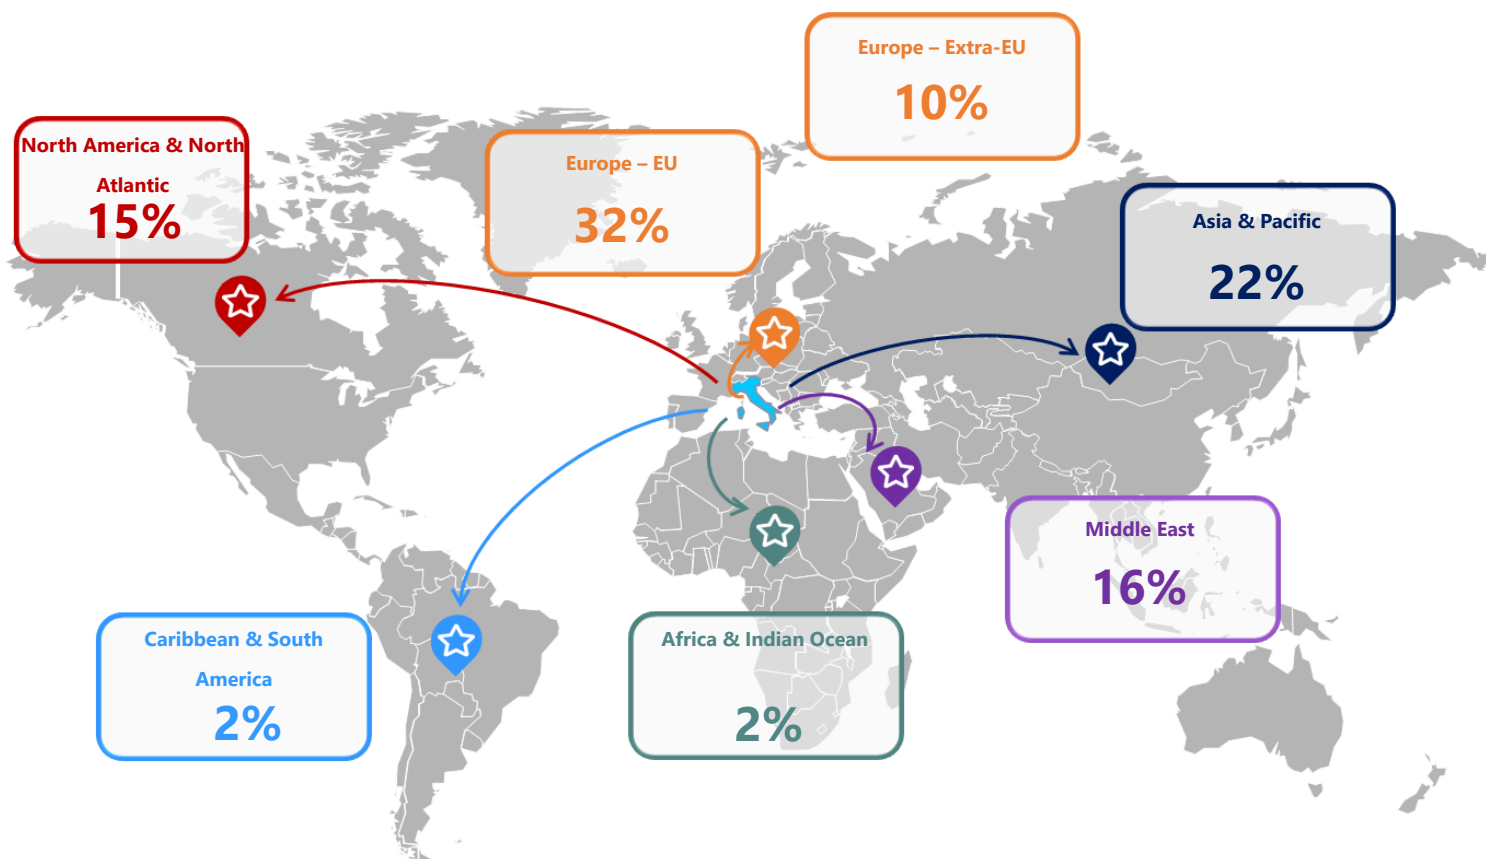 Europe – Extra-EU
10%
North America & North
Atlantic
15%
Europe – EU
32%
Asia & Pacific
22%
Middle East
16%
Caribbean & South
America
2%
Africa & Indian Ocean
2%